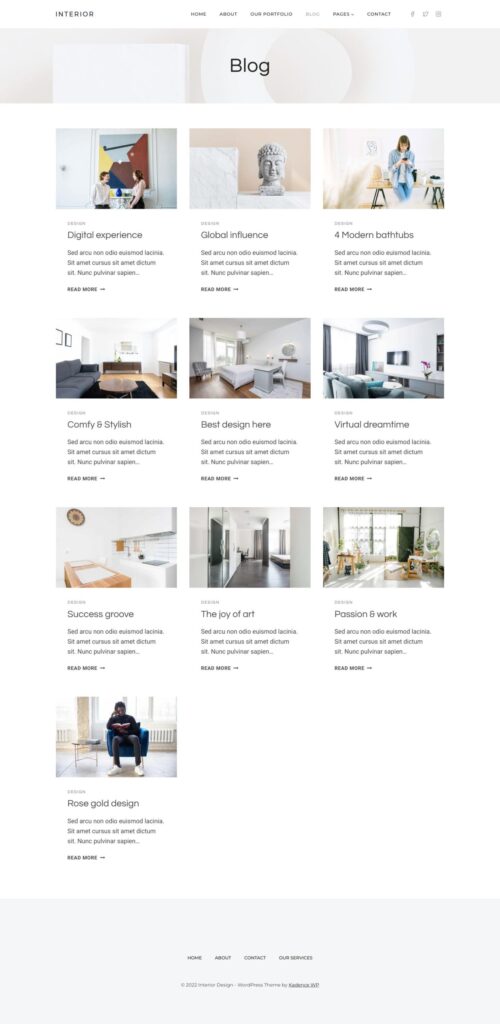 INTERIOR
HOME ABOUT OUR PORTFOLIO BLOG PAGES CONTACT
Blog
DESIGN
Digital experience
Sed arcu non odio euismod lacinia.
Sit amet cursus sit amet dictum
sit. Nunc pulvinar sapien...
READ MORE →
DESIGN
Global influence
Sed arcu non odio euismod lacinia.
Sit amet cursus sit amet dictum
sit. Nunc pulvinar sapien...
READ MORE →
DESIGN
4 Modern bathtubs
Sed arcu non odio euismod lacinia.
Sit amet cursus sit amet dictum
sit. Nunc pulvinar sapien...
READ MORE →
DESIGN
Comfy & Stylish
Sed arcu non odio euismod lacinia.
Sit amet cursus sit amet dictum
sit. Nunc pulvinar sapien...
READ MORE →
DESIGN
Best design here
Sed arcu non odio euismod lacinia.
Sit amet cursus sit amet dictum
sit. Nunc pulvinar sapien...
READ MORE →
DESIGN
Virtual dreamtime
Sed arcu non odio euismod lacinia.
Sit amet cursus sit amet dictum
sit. Nunc pulvinar sapien...
READ MORE →
DESIGN
Success groove
Sed arcu non odio euismod lacinia.
Sit amet cursus sit amet dictum
sit. Nunc pulvinar sapien...
READ MORE →
DESIGN
The joy of art
Sed arcu non odio euismod lacinia.
Sit amet cursus sit amet dictum
sit. Nunc pulvinar sapien...
READ MORE →
DESIGN
Passion & work
Sed arcu non odio euismod lacinia.
Sit amet cursus sit amet dictum
sit. Nunc pulvinar sapien...
READ MORE →
DESIGN
Rose gold design
Sed arcu non odio euismod lacinia.
Sit amet cursus sit amet dictum
sit. Nunc pulvinar sapien...
READ MORE →
HOME ABOUT CONTACT OUR SERVICES
© 2022 Interior Design - WordPress Theme by Kadence WP